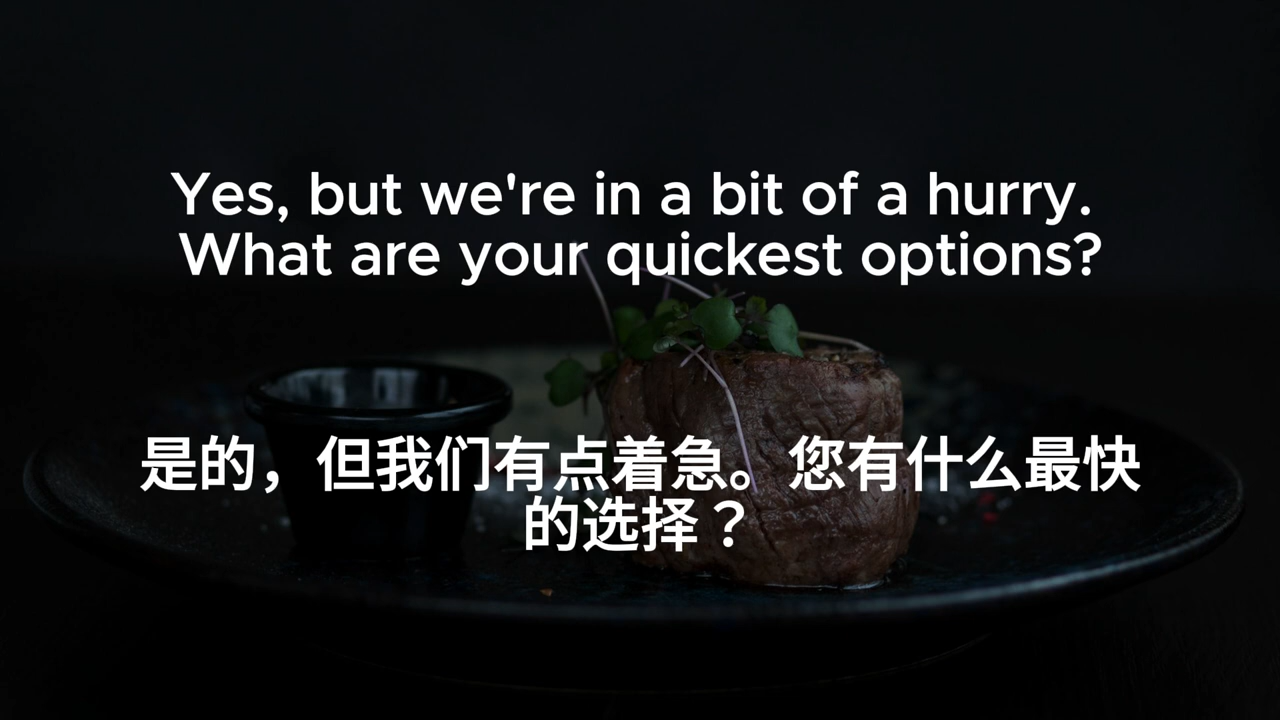 Yes, but we're in a bit of a hurry.
What are your quickest options?
是的，但我们有点着急。您有什么最快
的选择？